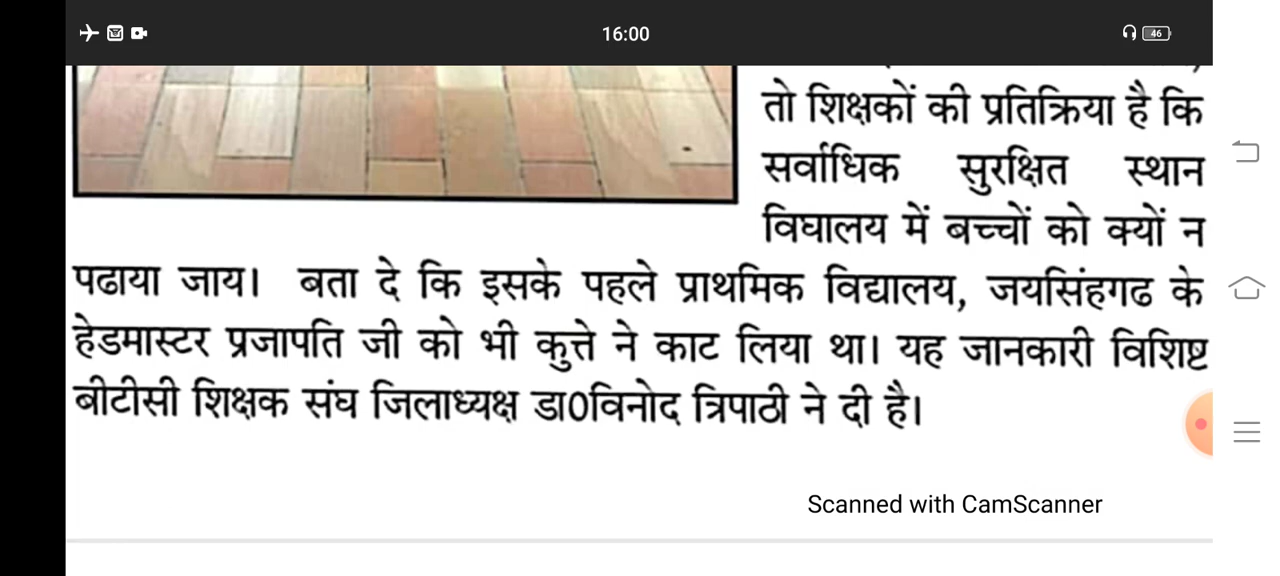 16:00
46
तो शिक्षकों की प्रतिक्रिया है कि
सर्वाधिक सुरक्षित स्थान
विघालय में बच्चों को क्यों न
पढाया जाय। बता दे कि इसके पहले प्राथमिक विद्यालय, जयसिंहगढ के
हेडमास्टर प्रजापति जी को भी कुत्ते ने काट लिया था। यह जानकारी विशिष्ट
बीटीसी शिक्षक संघ जिलाध्यक्ष डा0विनोद त्रिपाठी ने दी है।
Scanned with CamScanner